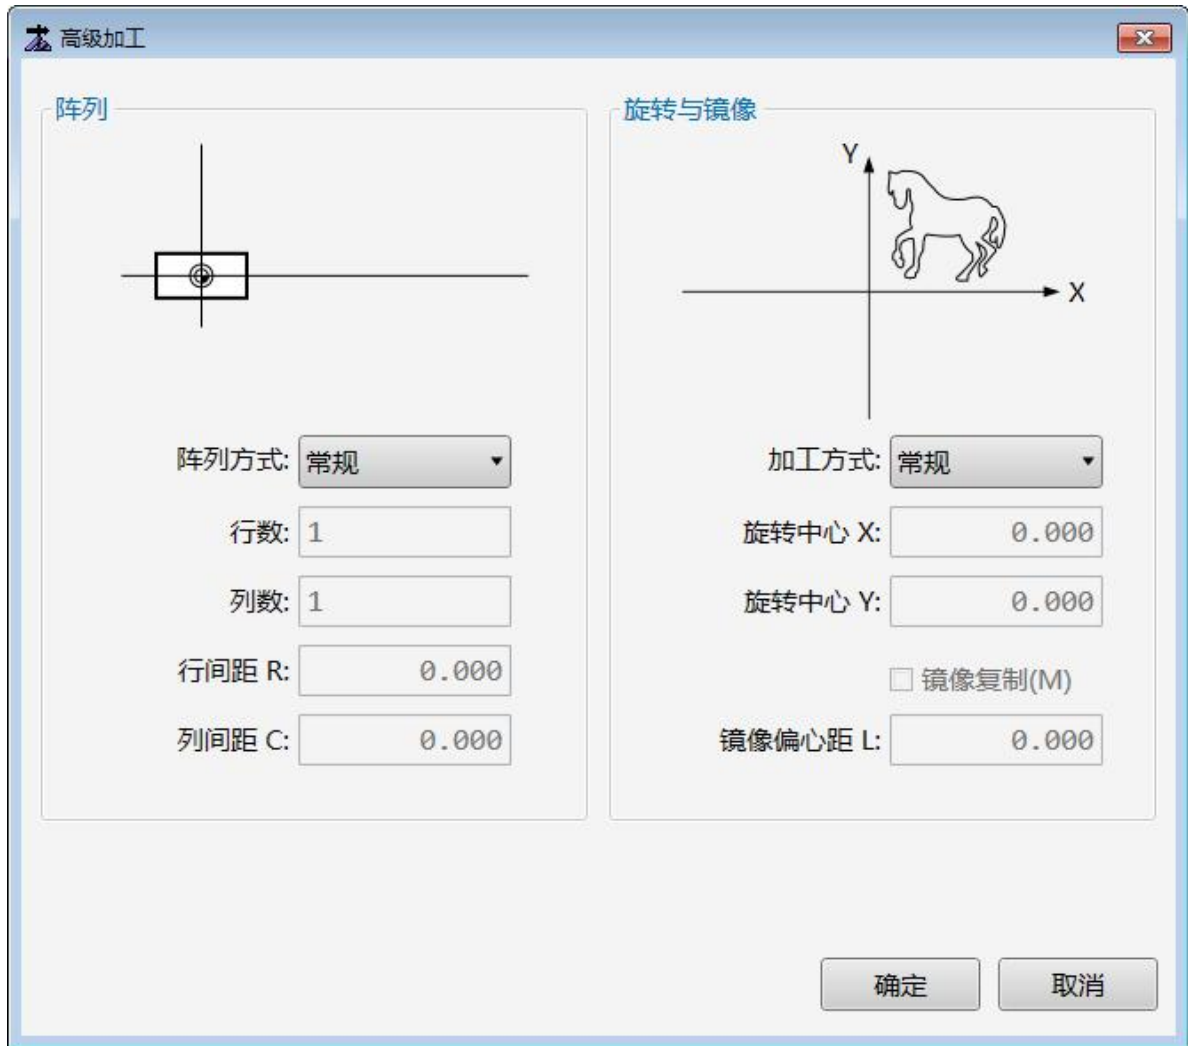 高级加工
阵列
阵列方式: 常规
行数: 1
列数: 1
行间距 R: 0.000
列间距 C: 0.000
旋转与镜像
Y
X
加工方式: 常规
旋转中心 X: 0.000
旋转中心 Y: 0.000
镜像复制(M)
镜像偏心距 L: 0.000
确定 取消